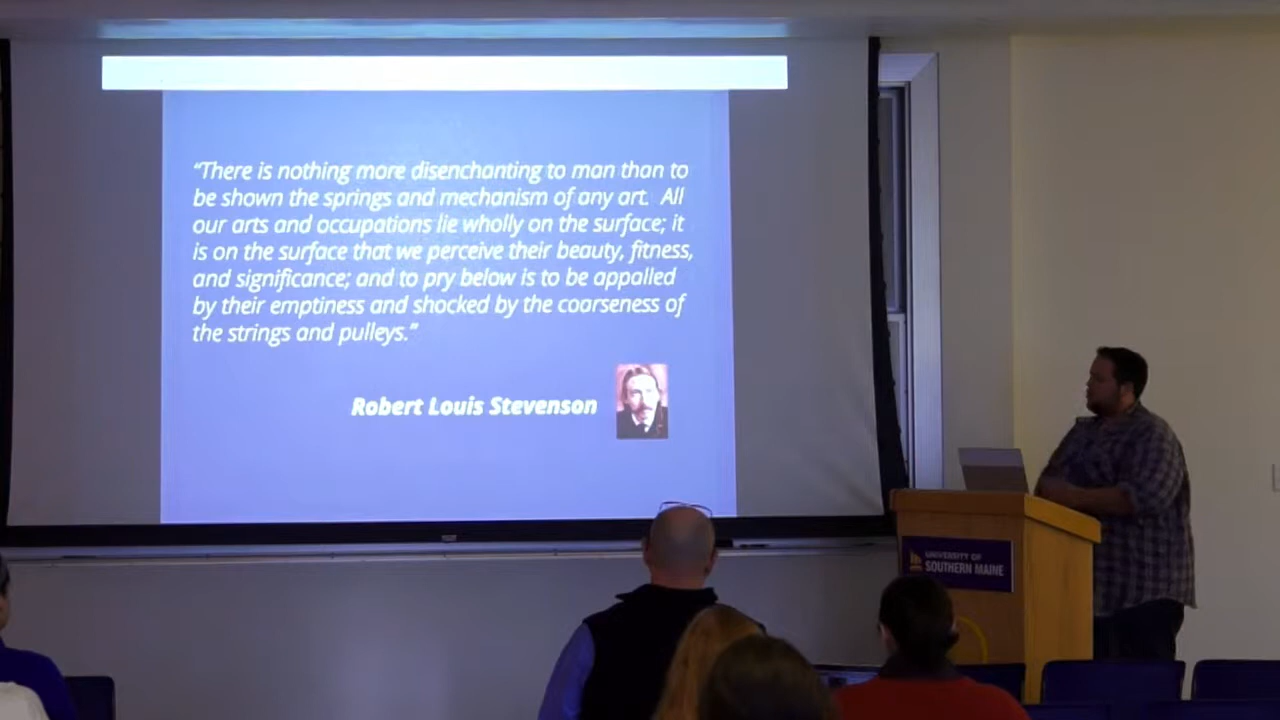 “There is nothing more disenchanting to man than to
be shown the springs and mechanism of any art.  All
our arts and occupations lie wholly on the surface; it
is on the surface that we perceive their beauty, fitness,
and significance; and to pry below is to be appalled
by their emptiness and shocked by the coarseness of
the strings and pulleys.”
Robert Louis Stevenson
UNIVERSITY OF
SOUTHERN MAINE